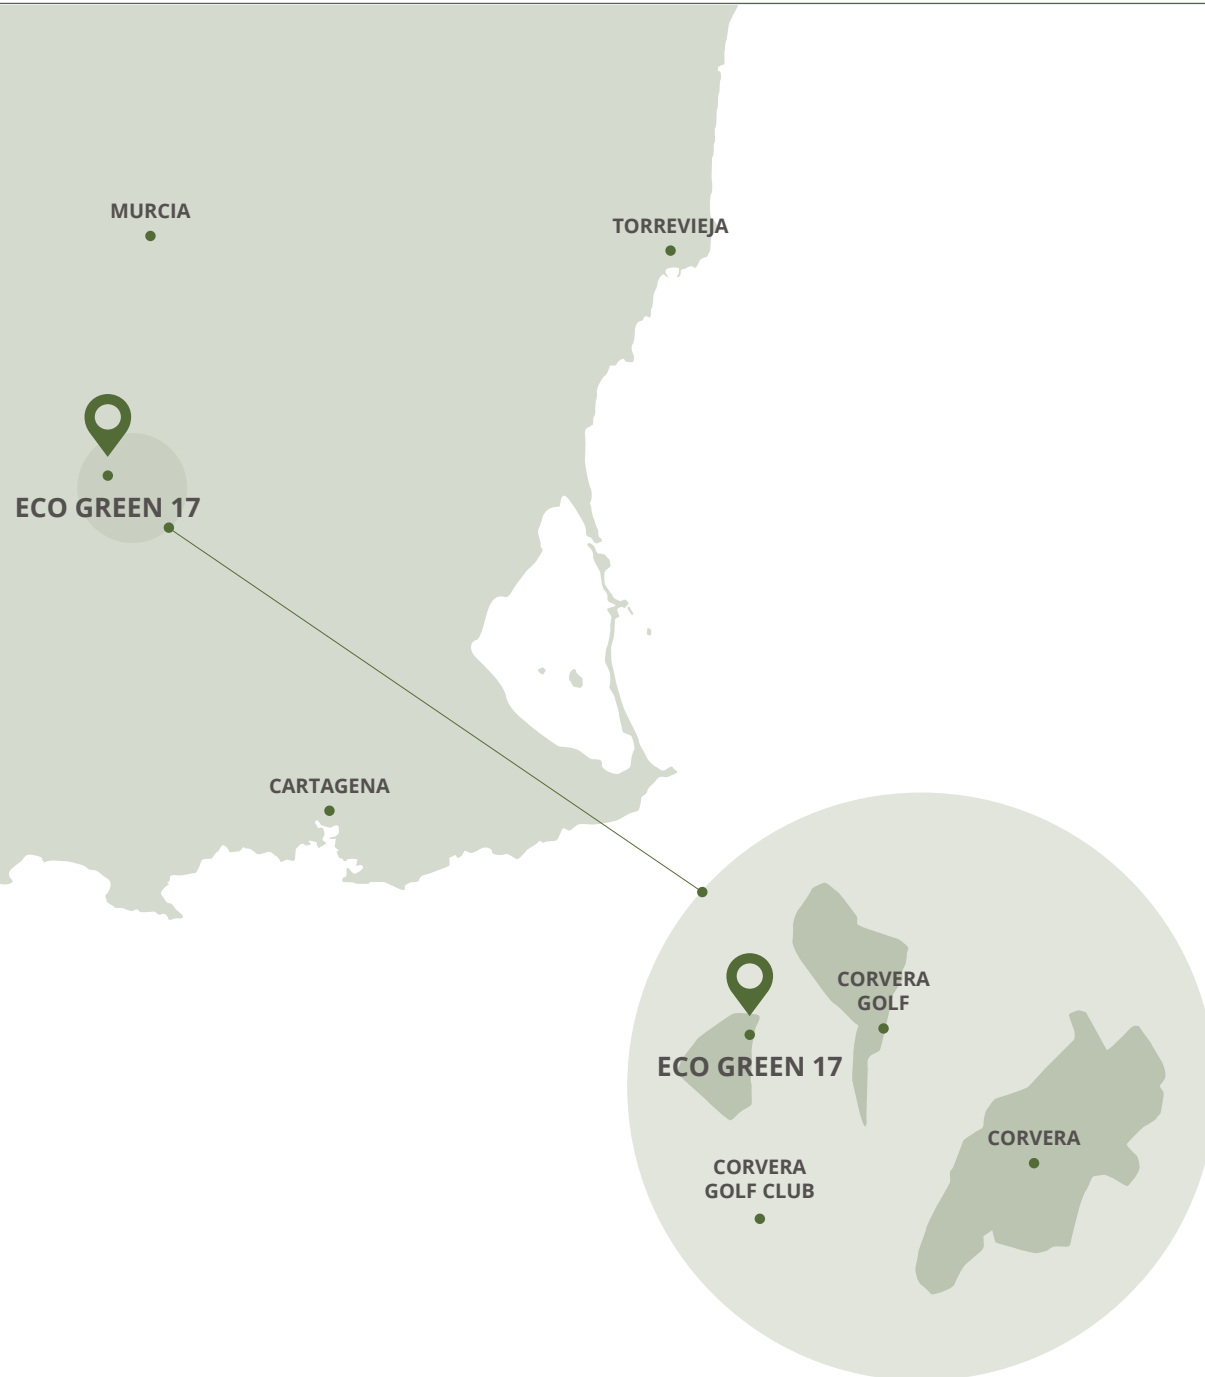 MURCIA
TORREVIEJA
ECO GREEN 17
CARTAGENA
CORVERA
GOLF
ECO GREEN 17
CORVERA
CORVERA
GOLF CLUB